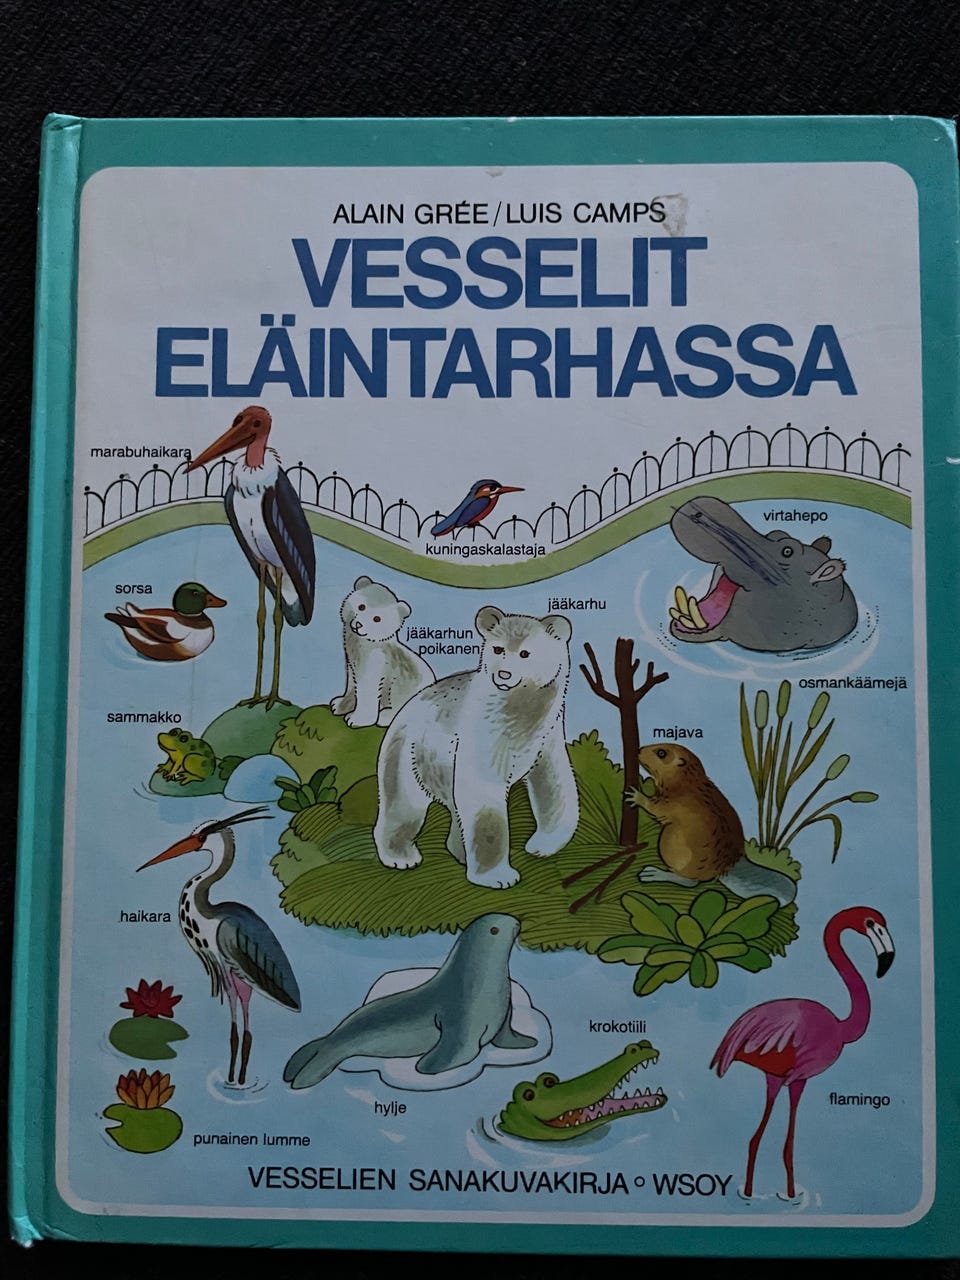 ALAIN GRÉE/LUIS CAMPS
VESSELIT
ELÄINTARHASSA
marabuhaikara
kuningaskalastaja
virtahepo
sorsa
jääkarhu
jääkarhun
poikanen
osmankäämejä
sammakko
majava
haikara
krokotiili
hylje
flamingo
punainen lumme
VESSELIEN SANAKUVAKIRJA ° WSOY